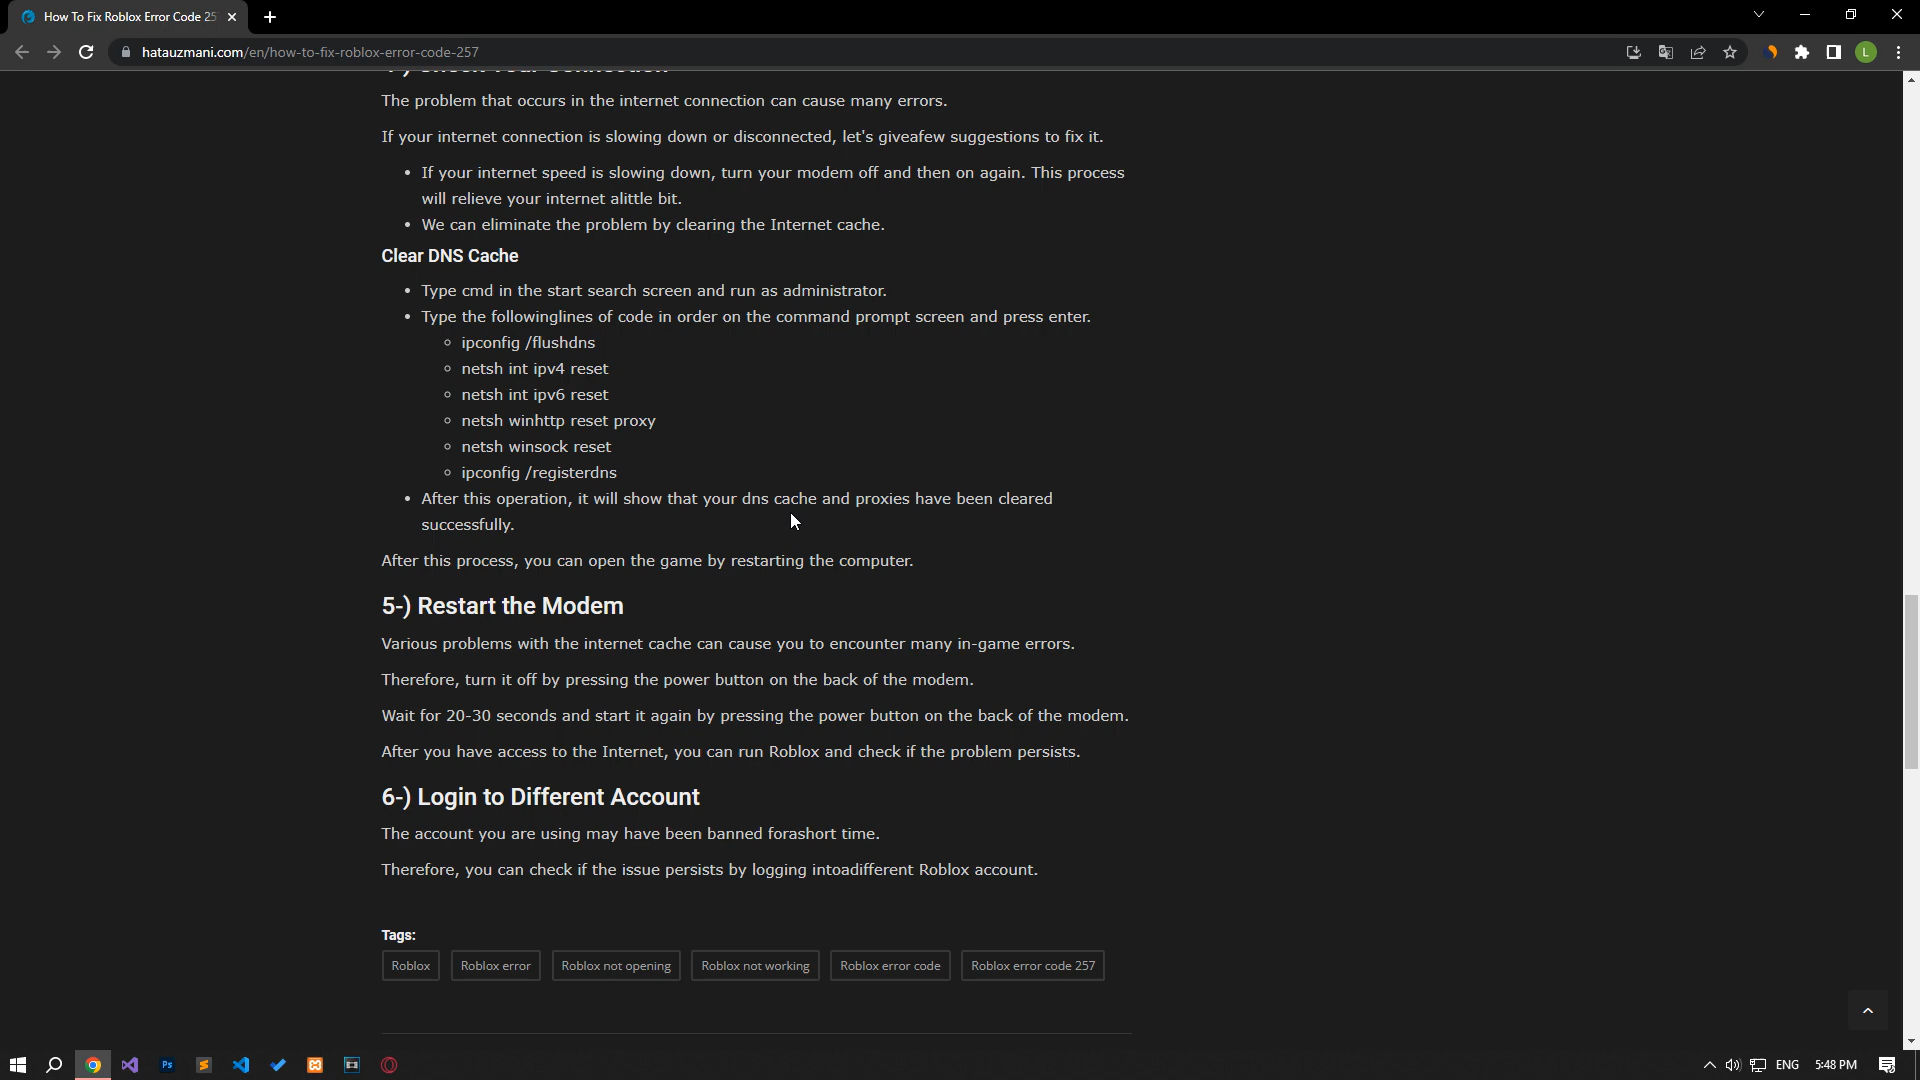 How To Fix Roblox Error Code 25
hatauzmani.com/en/how-to-fix-roblox-error-code-257
L
The problem that occurs in the internet connection can cause many errors.
If your internet connection is slowing down or disconnected, let's giveafew suggestions to fix it.
If your internet speed is slowing down, turn your modem off and then on again. This process
will relieve your internet alittle bit.
We can eliminate the problem by clearing the Internet cache.
Clear DNS Cache
Type cmd in the start search screen and run as administrator.
Type the followinglines of code in order on the command prompt screen and press enter.
ipconfig /flushdns
netsh int ipv4 reset
netsh int ipv6 reset
netsh winhttp reset proxy
netsh winsock reset
ipconfig /registerdns
After this operation, it will show that your dns cache and proxies have been cleared
successfully.
After this process, you can open the game by restarting the computer.
5-) Restart the Modem
Various problems with the internet cache can cause you to encounter many in-game errors.
Therefore, turn it off by pressing the power button on the back of the modem.
Wait for 20-30 seconds and start it again by pressing the power button on the back of the modem.
After you have access to the Internet, you can run Roblox and check if the problem persists.
6-) Login to Different Account
The account you are using may have been banned forashort time.
Therefore, you can check if the issue persists by logging intoadifferent Roblox account.
Tags:
Roblox Roblox error Roblox not opening Roblox not working Roblox error code Roblox error code 257
Ps
ENG 5:48 PM